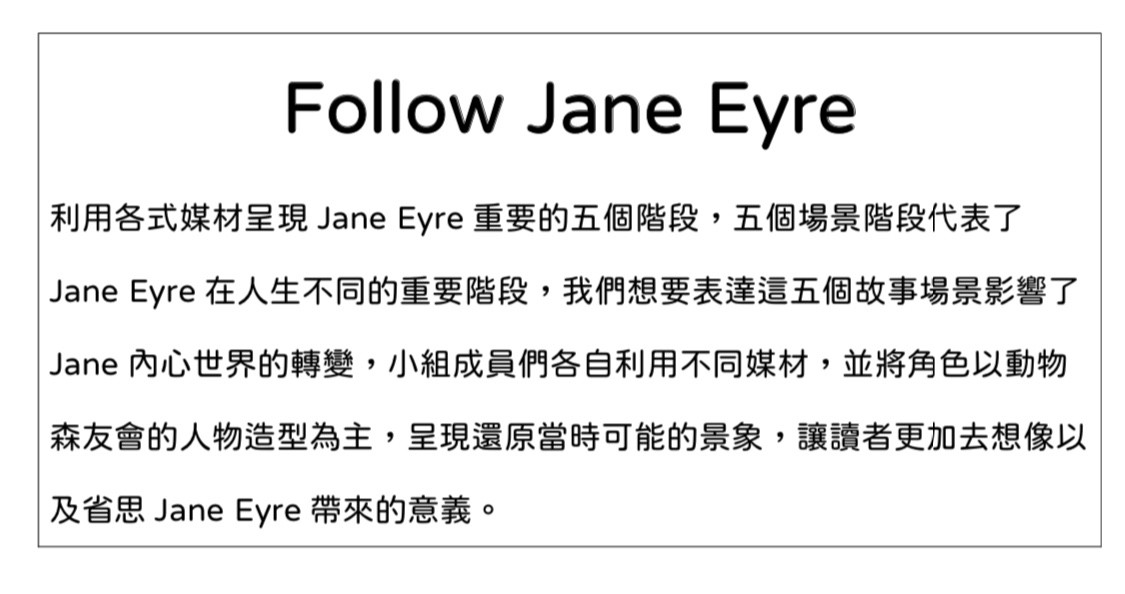 Follow Jane Eyre
利用各式媒材呈現 Jane Eyre 重要的五個階段，五個場景階段代表了
Jane Eyre 在人生不同的重要階段，我們想要表達這五個故事場景影響了
Jane 內心世界的轉變，小組成員們各自利用不同媒材，並將角色以動物
森友會的人物造型為主，呈現還原當時可能的景象，讓讀者更加去想像以
及省思 Jane Eyre 帶來的意義。